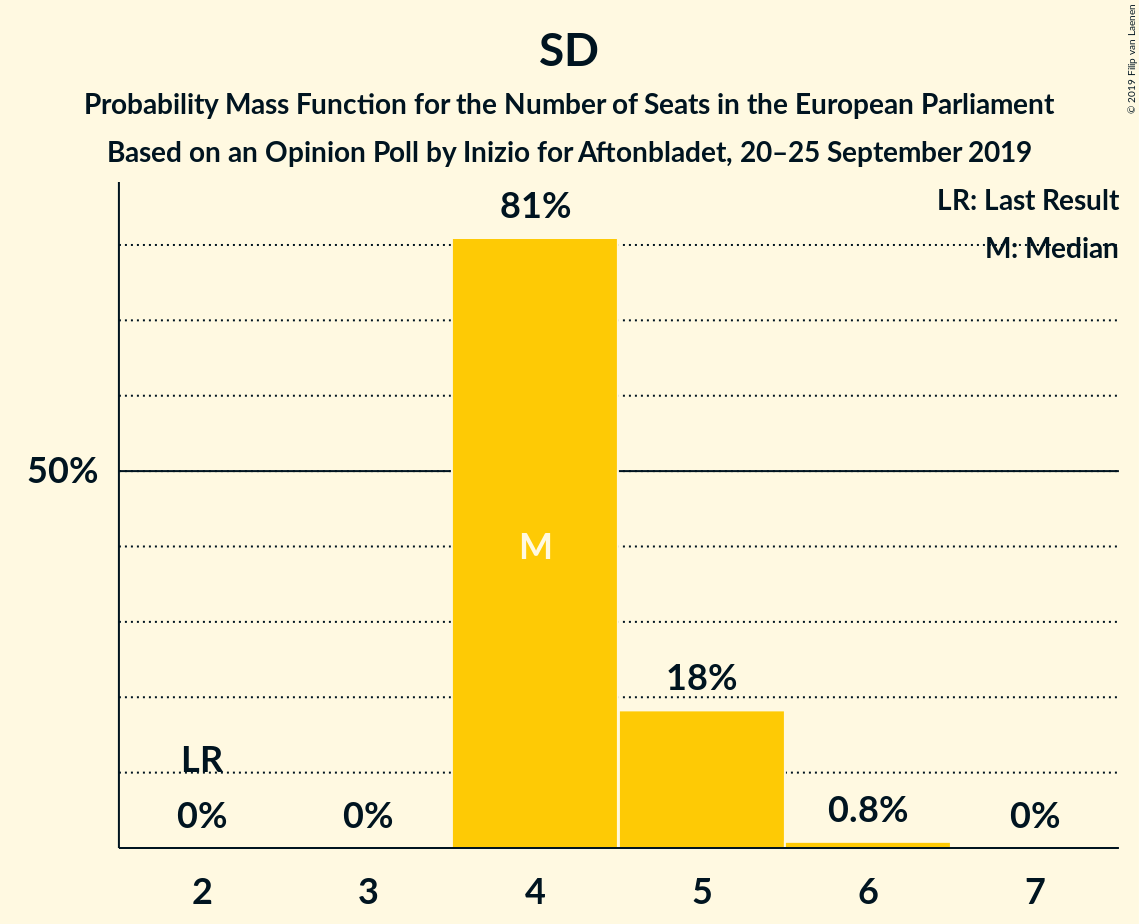 SD
Probability Mass Function for the Number of Seats in the European Parliament
Based on an Opinion Poll by Inizio for Aftonbladet, 20–25 September 2019
© 2019 Filip van Laenen
LR: Last Result
M: Median
81%
50%
M
18%
LR
0%
0%
0.8%
0%
2
3
4
5
6
7